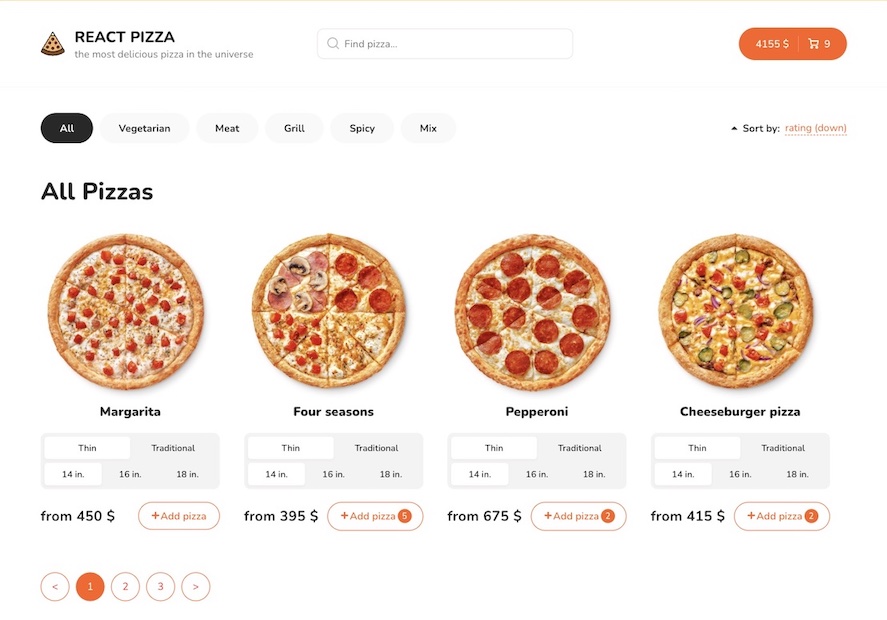 REACT PIZZA
the most delicious pizza in the universe
Find pizza...
4155 $ 9
All Vegetarian Meat Grill Spicy Mix
Sort by: rating (down)
All Pizzas
Margarita Four seasons Pepperoni Cheeseburger pizza
Thin Traditional Thin Traditional Thin Traditional Thin Traditional
14 in. 16 in. 18 in. 14 in. 16 in. 18 in. 14 in. 16 in. 18 in. 14 in. 16 in. 18 in.
from 450 $ +Add pizza from 395 $ +Add pizza 5 from 675 $ +Add pizza 2 from 415 $ +Add pizza 2
< 1 2 3 >